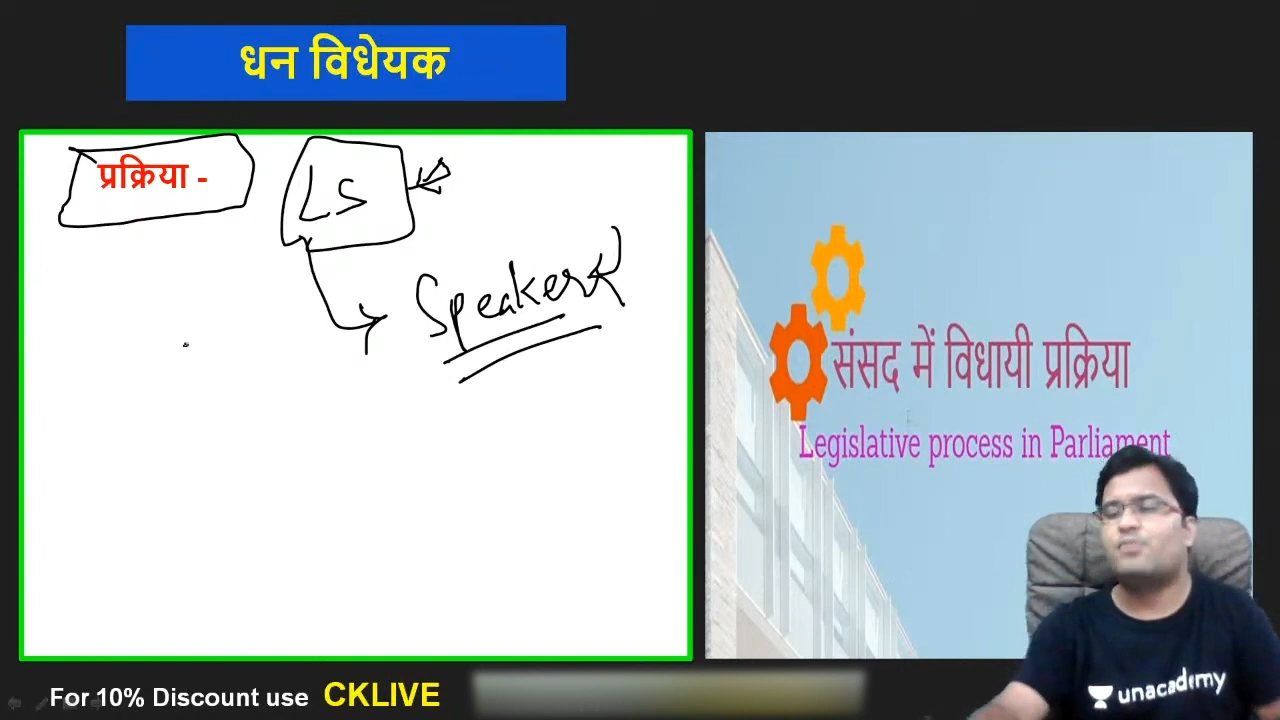 धन विधेयक
प्रक्रिया -
LS
Speaker
संसद में विधायी प्रक्रिया
Legislative process in Parliament
unacademy
For 10% Discount use CKLIVE